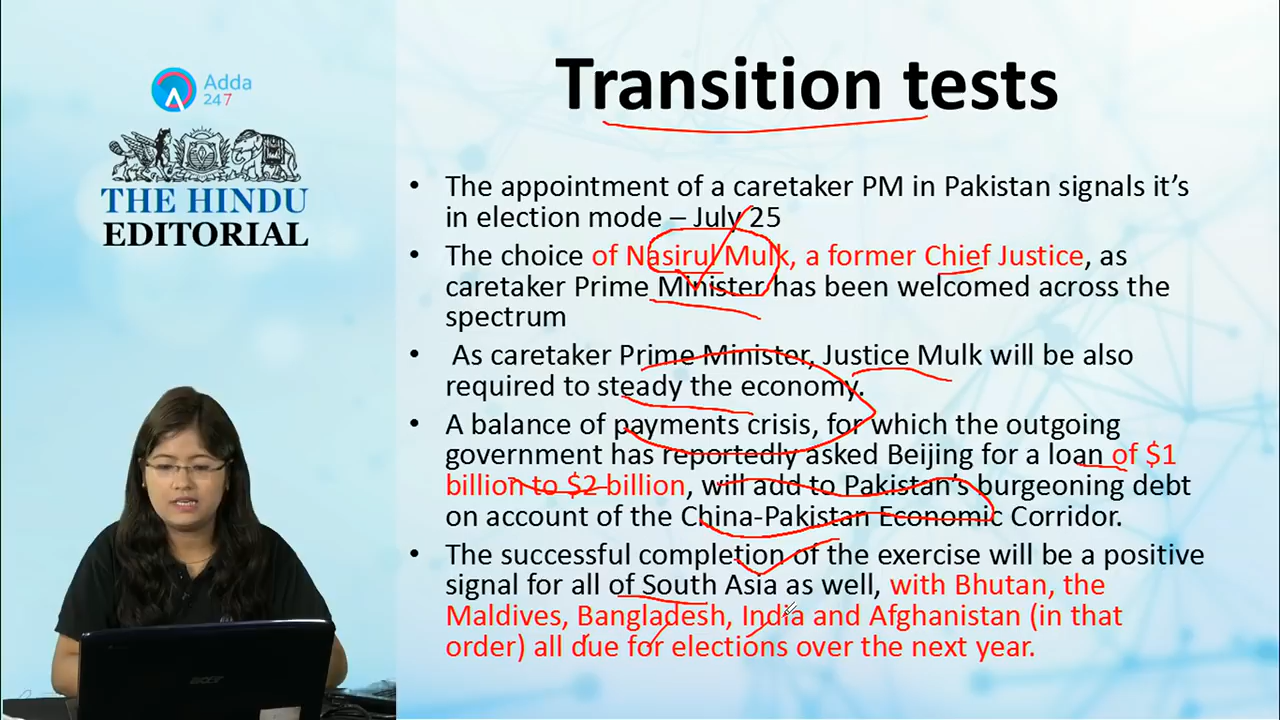 Transition tests
Adda
247
THE HINDU
EDITORIAL
• The appointment of a caretaker PM in Pakistan signals it's
in election mode – July 25
• The choice of Nasirul Mulk, a former Chief Justice, as
caretaker Prime Minister has been welcomed across the
spectrum
• As caretaker Prime Minister, Justice Mulk will be also
required to steady the economy.
• A balance of payments crisis, for which the outgoing
government has reportedly asked Beijing for a loan of $1
billion to $2 billion, will add to Pakistan's burgeoning debt
on account of the China-Pakistan Economic Corridor.
• The successful completion of the exercise will be a positive
signal for all of South Asia as well, with Bhutan, the
Maldives, Bangladesh, India and Afghanistan (in that
order) all due for elections over the next year.
acer